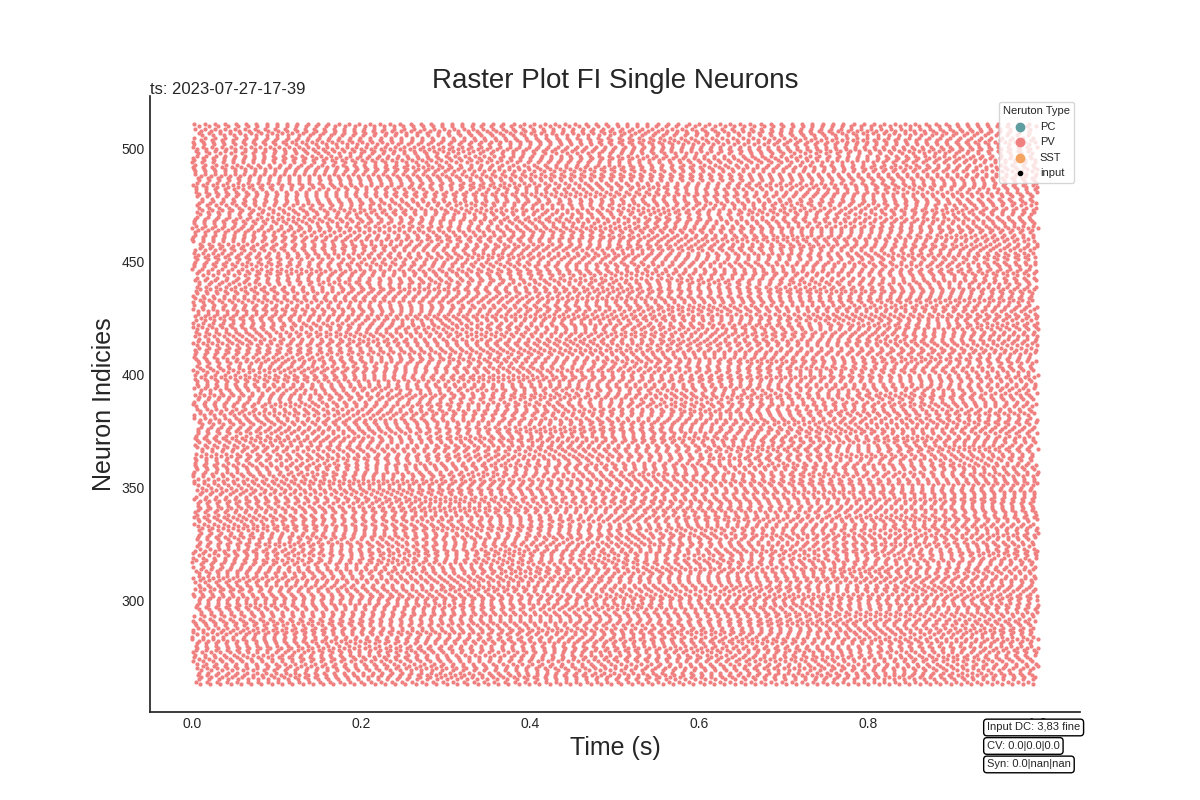 Raster Plot FI Single Neurons
ts: 2023-07-27-17-39
Neruton Type
PC
PV
SST
input
500
450
400
350
300
Neuron Indicies
0.0 0.2 0.4 0.6 0.8
Time (s)
Input DC: 3,83 fine
CV: 0.0|0.0|0.0
Syn: 0.0|nan|nan